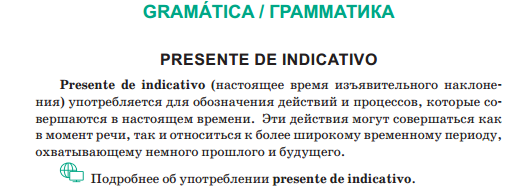 GRAMÁTICA / ГРАММАТИКА
PRESENTE DE INDICATIVO
Presente de indicativo (настоящее время изъявительного наклоне-
ния) употребляется для обозначения действий и процессов, которые со-
вершаются в настоящем времени. Эти действия могут совершаться как
в момент речи, так и относиться к более широкому временному периоду,
охватывающему немного прошлого и будущего.
Подробнее об употреблении presente de indicativo.